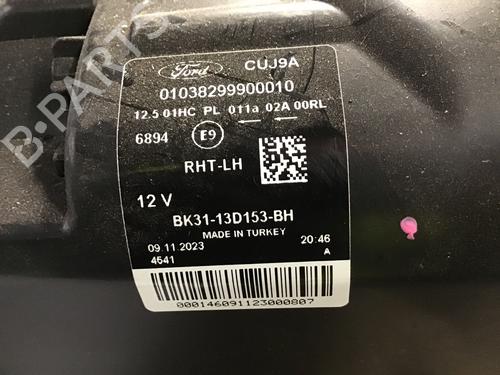 Ford CUJ9A
01038299900010
12.5 01HC PL 011a 02A 00RL
6894 E9
RHT-LH
12 V
BK31-13D153-BH
MADE IN TURKEY
09.11.2023 20:46
4541 A
000146091123000807
B-PARTS